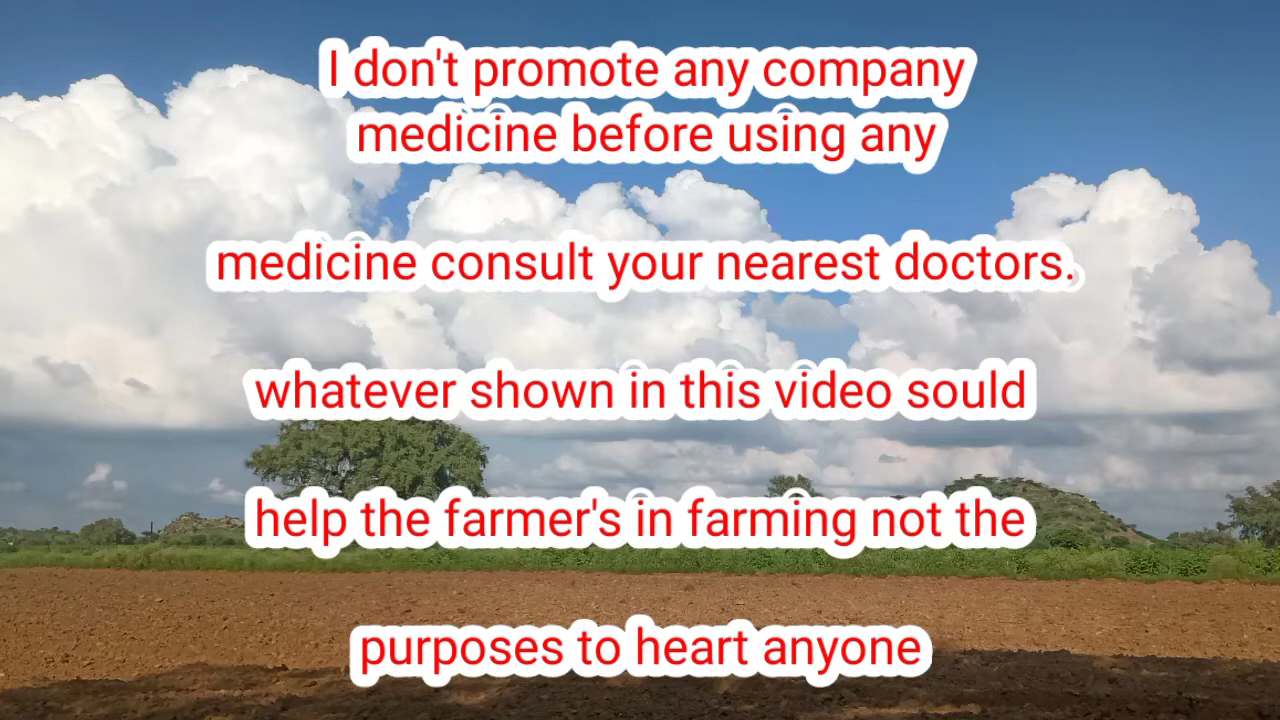 I don't promote any company
medicine before using any
medicine consult your nearest doctors.
whatever shown in this video sould
help the farmer's in farming not the
purposes to heart anyone